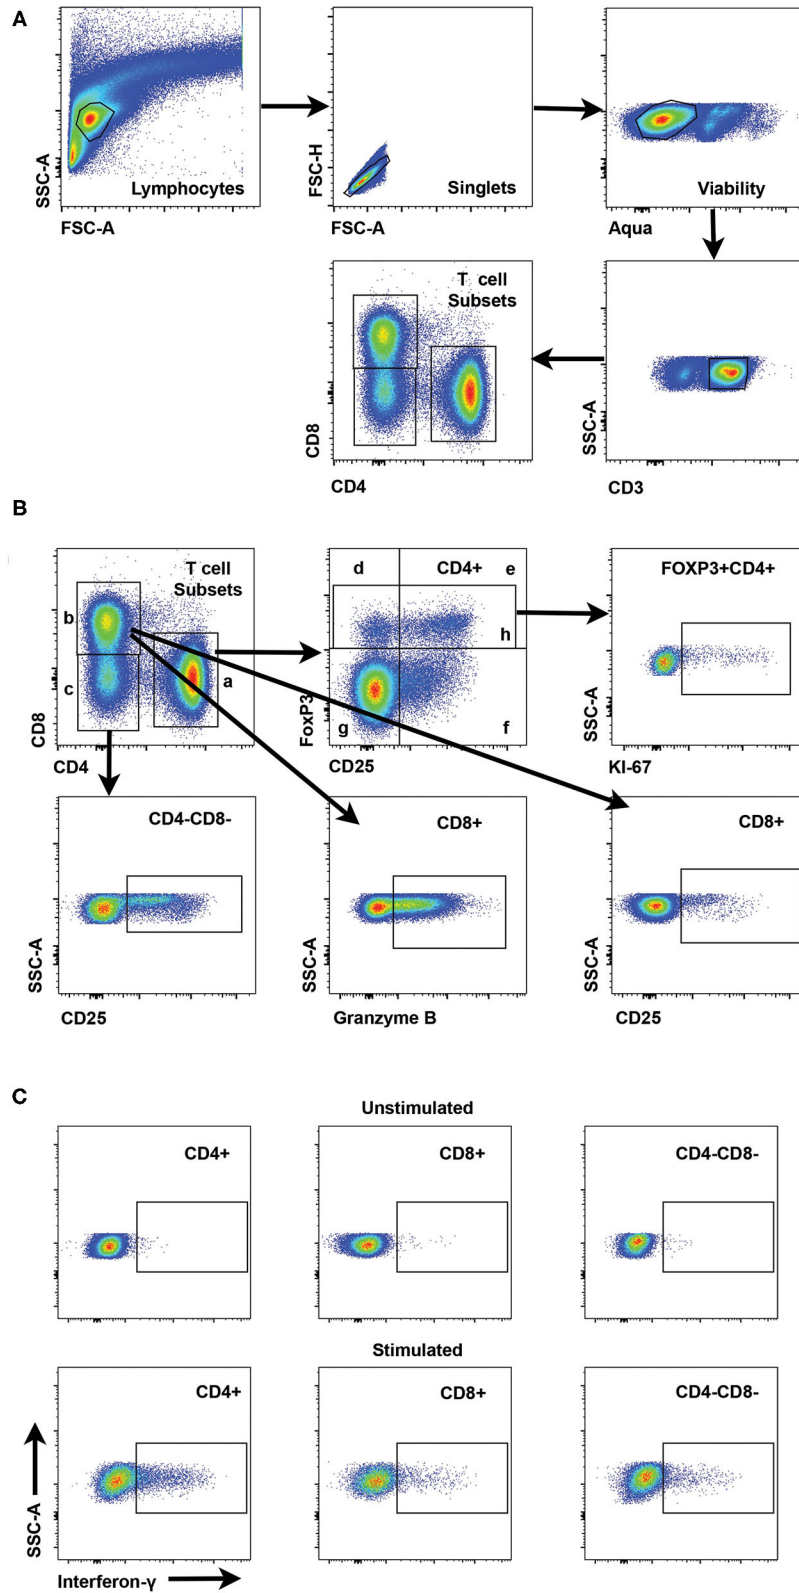 A
SSC-A
Lymphocytes
FSC-A
FSC-H
Singlets
FSC-A
Viability
Aqua
CD8
T cell
Subsets
CD4
SSC-A
CD3
B
CD8
T cell
Subsets
b
c
a
CD4
FoxP3
d
CD4+
e
h
g
f
CD25
SSC-A
FOXP3+CD4+
KI-67
SSC-A
CD4-CD8-
CD25
SSC-A
CD8+
Granzyme B
SSC-A
CD8+
CD25
C
Unstimulated
CD4+
CD8+
CD4-CD8-
Stimulated
CD4+
CD8+
CD4-CD8-
SSC-A
Interferon-γ